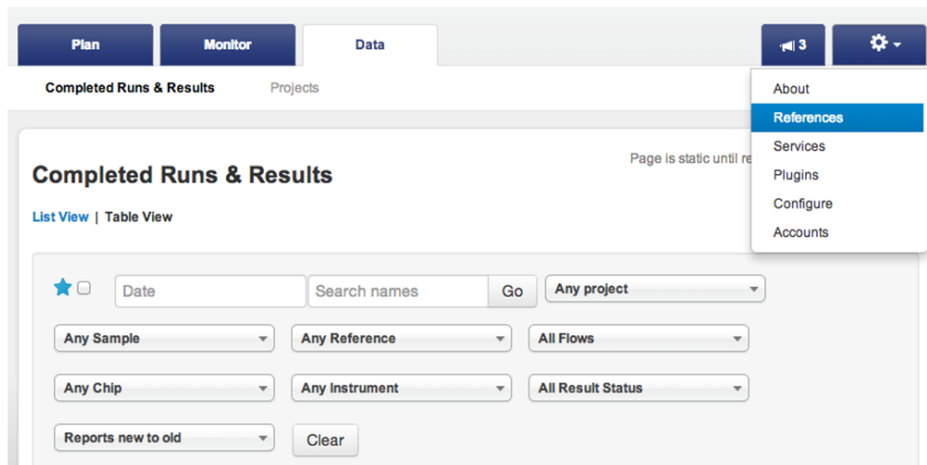 Plan Monitor Data 3
Completed Runs & Results Projects
About
References
Services
Plugins
Configure
Accounts
Page is static until re
Completed Runs & Results
List View | Table View
Date Search names Go Any project
Any Sample Any Reference All Flows
Any Chip Any Instrument All Result Status
Reports new to old Clear